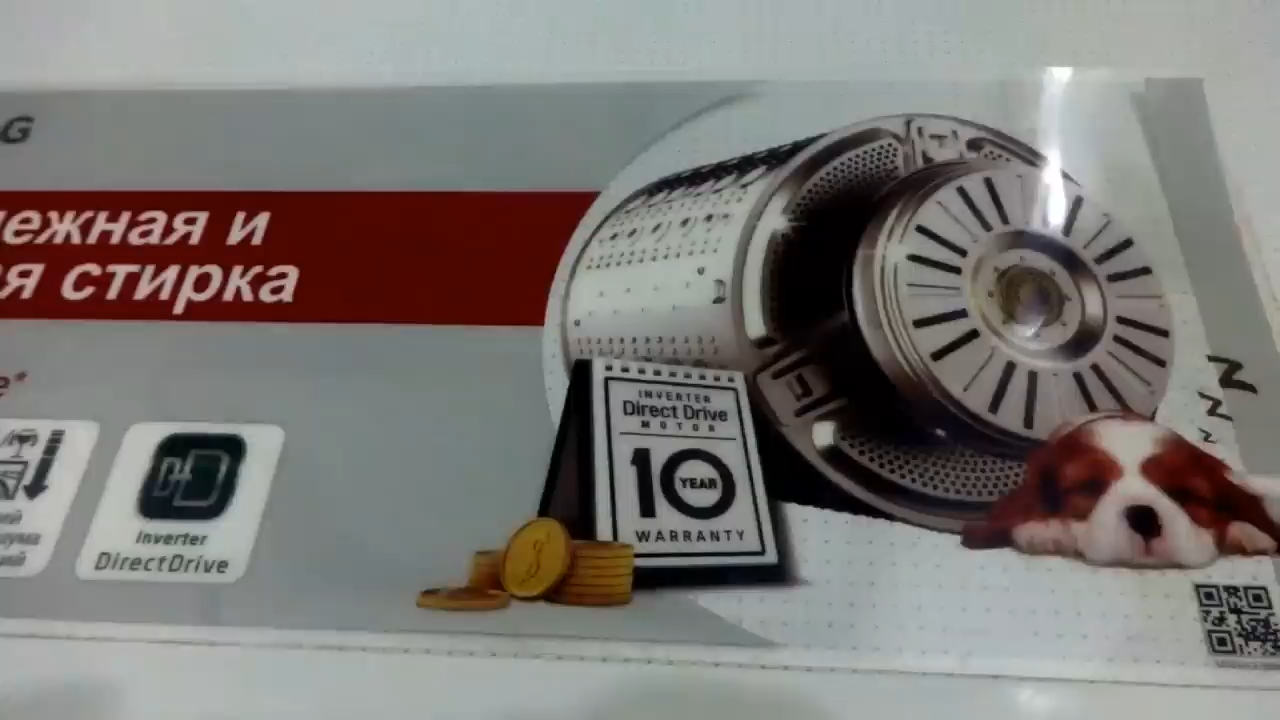 G
ежная и
я стирка
Inverter
DirectDrive
INVERTER
Direct Drive
MOTOR
10 YEAR
WARRANTY
Z
Z
Z